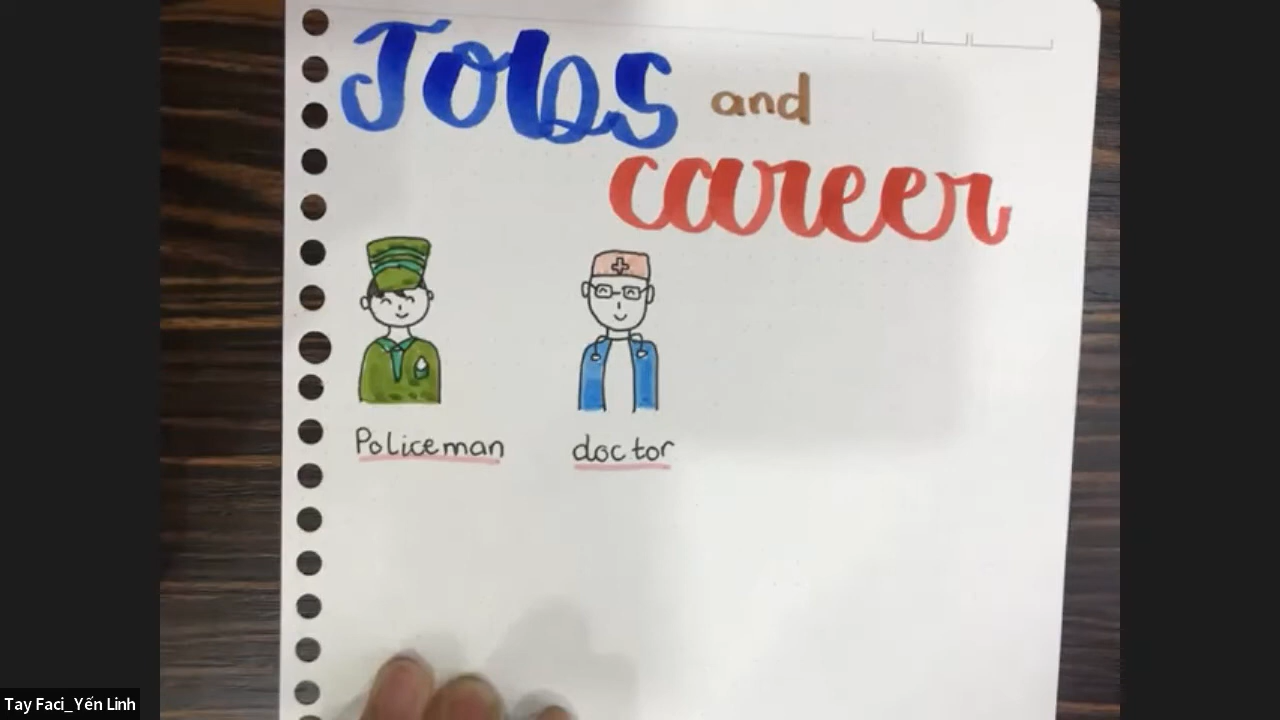 Jobs and
career
Policeman
doctor
Tay Faci_Yến Linh